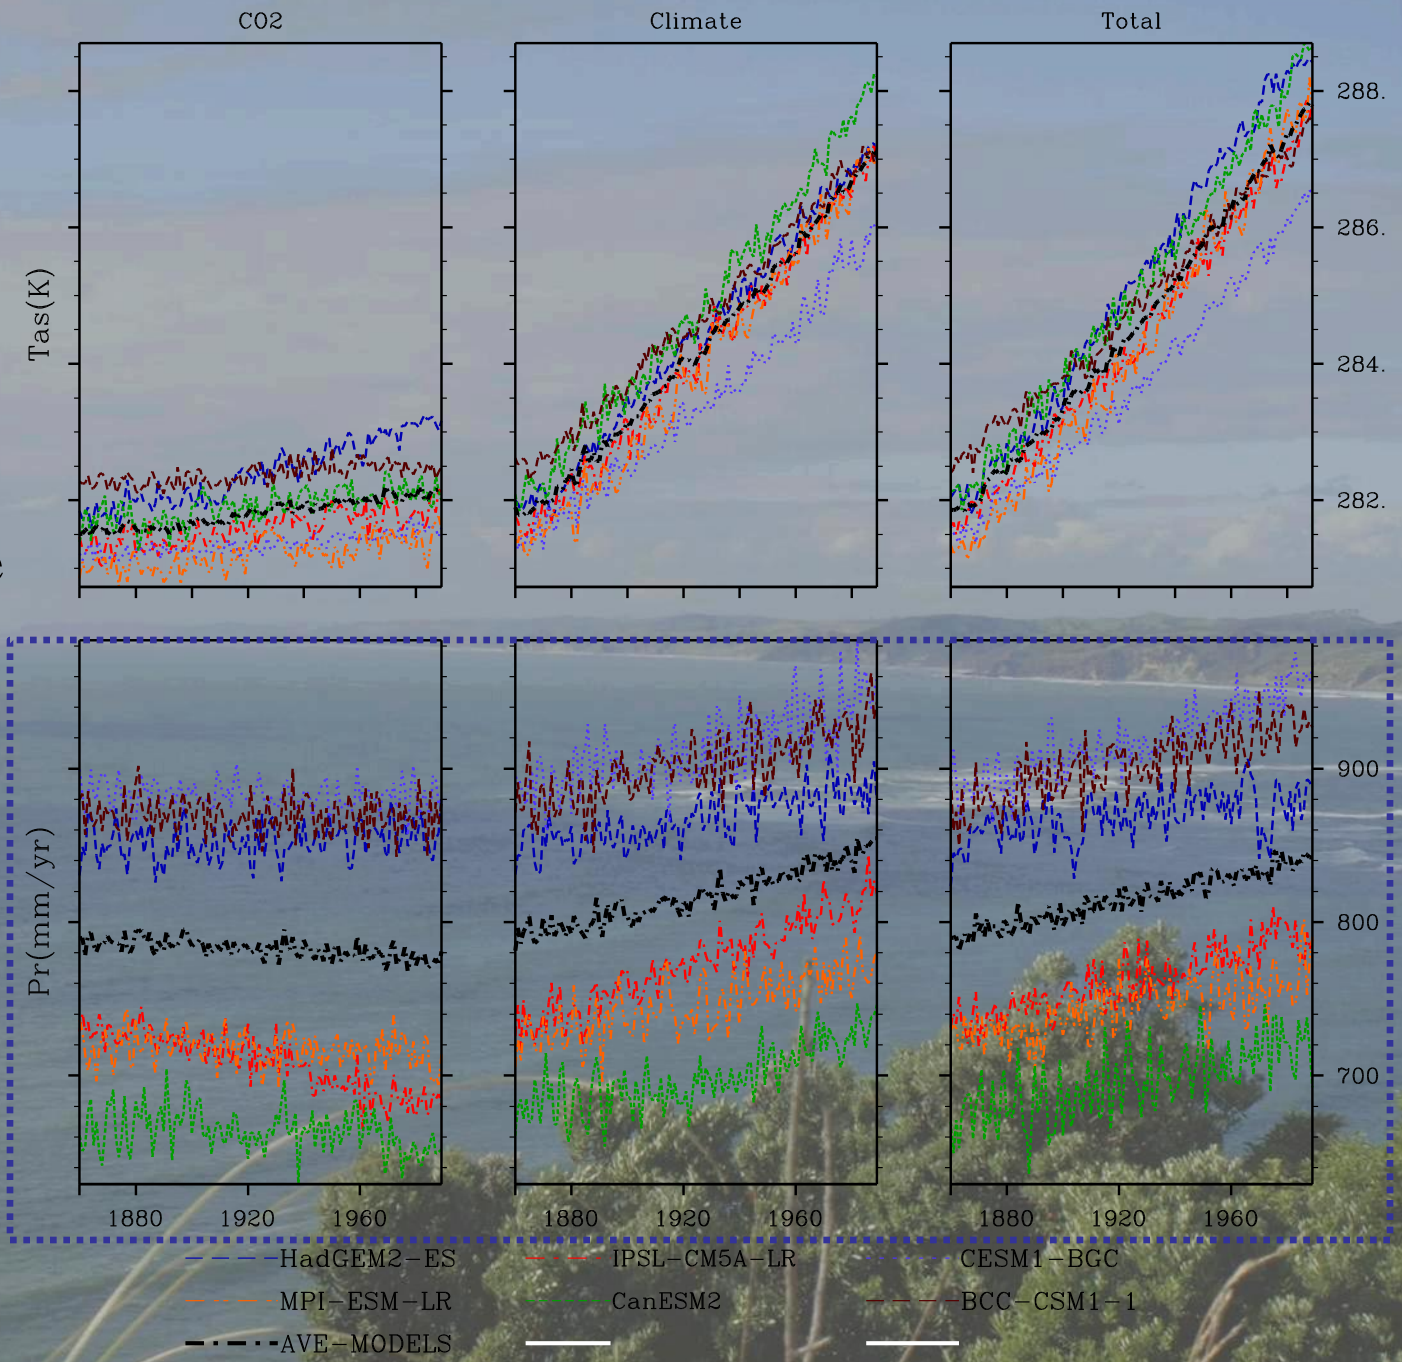 CO2 Climate Total
Tas(K)
288.
286.
284.
282.
Pr(mm/yr)
900
800
700
1880 1920 1960 1880 1920 1960 1880 1920 1960
HadGEM2-ES IPSL-CM5A-LR CESM1-BGC
MPI-ESM-LR CanESM2 BCC-CSM1-1
AVE-MODELS